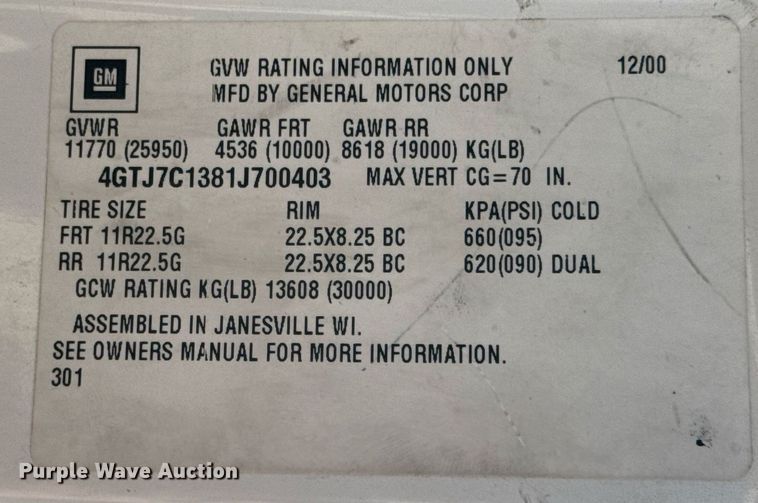 GM
GVW RATING INFORMATION ONLY 12/00
MFD BY GENERAL MOTORS CORP
GVWR GAWR FRT GAWR RR
11770 (25950) 4536 (10000) 8618 (19000) KG(LB)
4GTJ7C1381J700403 MAX VERT CG=70 IN.
TIRE SIZE RIM KPA(PSI) COLD
FRT 11R22.5G 22.5X8.25 BC 660(095)
RR 11R22.5G 22.5X8.25 BC 620(090) DUAL
GCW RATING KG(LB) 13608 (30000)
ASSEMBLED IN JANESVILLE WI.
SEE OWNERS MANUAL FOR MORE INFORMATION.
301
Purple Wave Auction